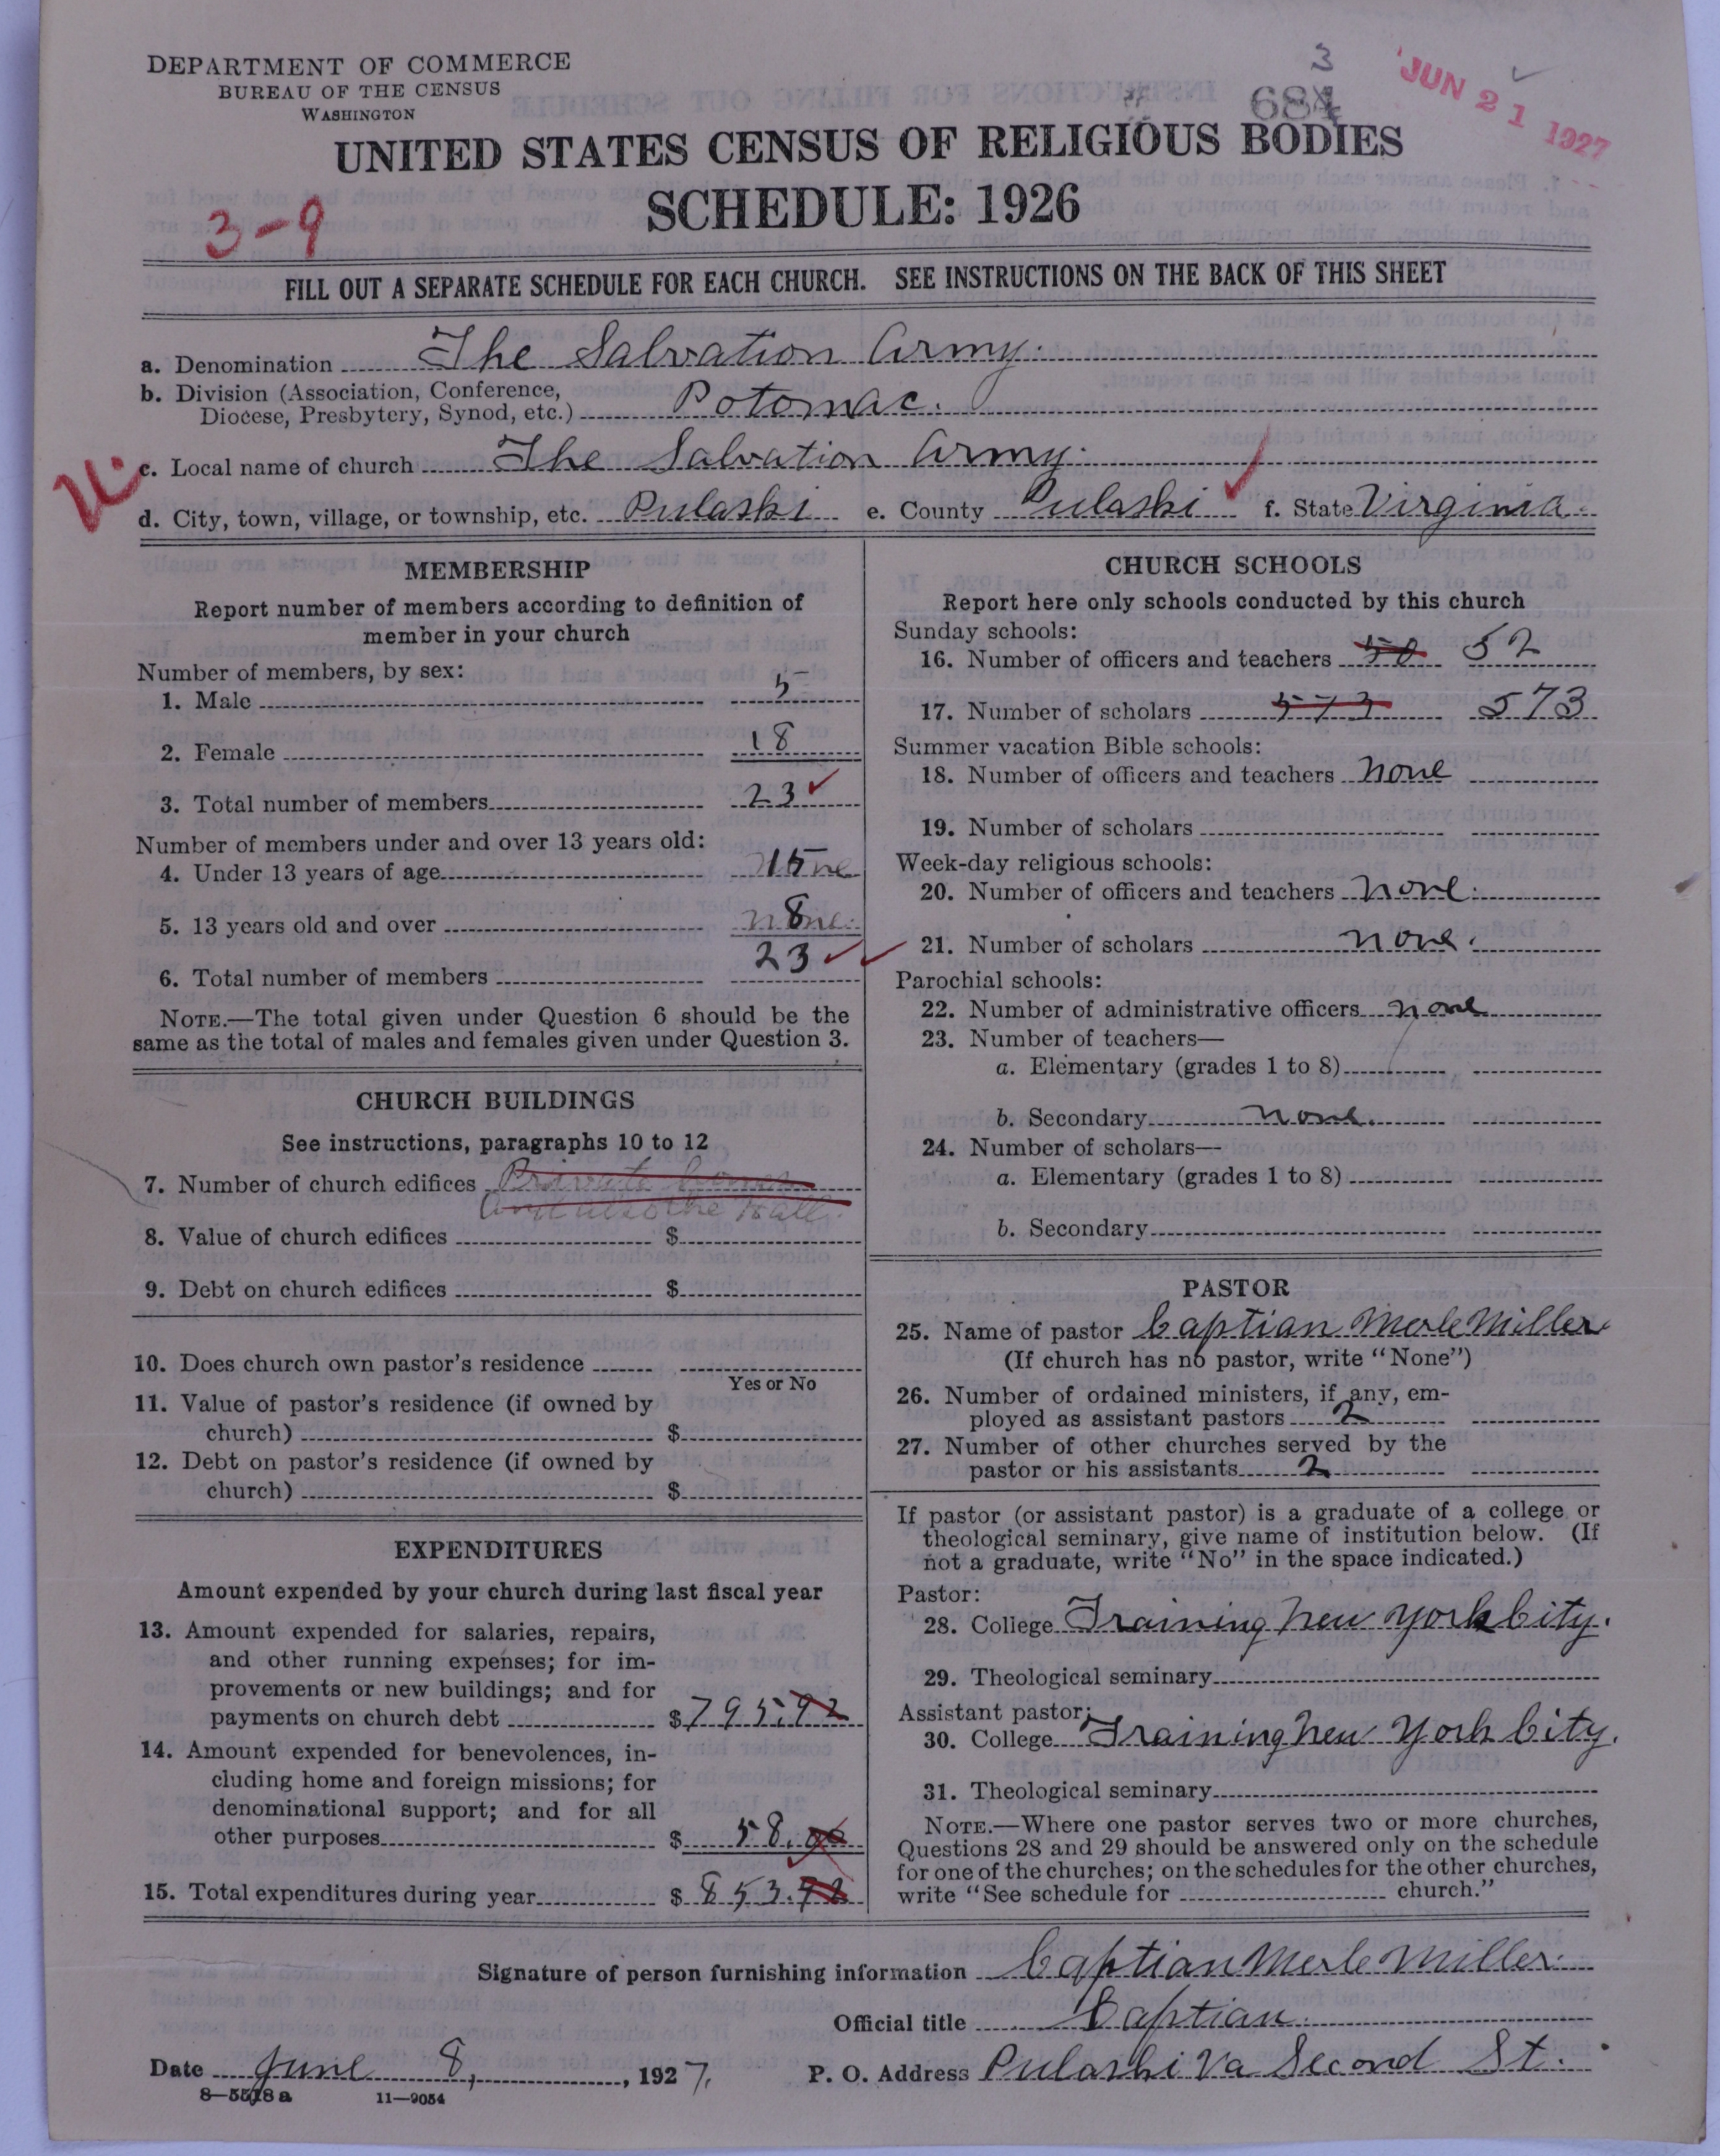 DEPARTMENT OF COMMERCE
BUREAU OF THE CENSUS
WASHINGTON
3
684
JUN 21 1927
UNITED STATES CENSUS OF RELIGIOUS BODIES
SCHEDULE: 1926
3-9
FILL OUT A SEPARATE SCHEDULE FOR EACH CHURCH. SEE INSTRUCTIONS ON THE BACK OF THIS SHEET
a. Denomination The Salvation Army.
b. Division (Association, Conference,
Diocese, Presbytery, Synod, etc.) Potomac.
c. Local name of church The Salvation Army.
d. City, town, village, or township, etc. Pulaski e. County Pulaski f. State Virginia.
MEMBERSHIP
Report number of members according to definition of
member in your church
Number of members, by sex:
1. Male 5
2. Female 18
3. Total number of members 23
Number of members under and over 13 years old:
4. Under 13 years of age 15
5. 13 years old and over 8
6. Total number of members 23
NOTE.—The total given under Question 6 should be the
same as the total of males and females given under Question 3.
CHURCH BUILDINGS
See instructions, paragraphs 10 to 12
7. Number of church edifices Private homes
and also the Hall.
8. Value of church edifices $
9. Debt on church edifices $
10. Does church own pastor's residence
Yes or No
11. Value of pastor's residence (if owned by
church) $
12. Debt on pastor's residence (if owned by
church) $
EXPENDITURES
Amount expended by your church during last fiscal year
13. Amount expended for salaries, repairs,
and other running expenses; for im-
provements or new buildings; and for
payments on church debt $795.92
14. Amount expended for benevolences, in-
cluding home and foreign missions; for
denominational support; and for all
other purposes $ 58.00
15. Total expenditures during year $ 853.92
CHURCH SCHOOLS
Report here only schools conducted by this church
Sunday schools:
16. Number of officers and teachers 50 52
17. Number of scholars 573 573
Summer vacation Bible schools:
18. Number of officers and teachers none
19. Number of scholars
Week-day religious schools:
20. Number of officers and teachers none.
21. Number of scholars none.
Parochial schools:
22. Number of administrative officers none
23. Number of teachers—
a. Elementary (grades 1 to 8)
b. Secondary none.
24. Number of scholars—
a. Elementary (grades 1 to 8)
b. Secondary
PASTOR
25. Name of pastor Captian Merle Miller
(If church has no pastor, write "None")
26. Number of ordained ministers, if any, em-
ployed as assistant pastors 2
27. Number of other churches served by the
pastor or his assistants 2
If pastor (or assistant pastor) is a graduate of a college or
theological seminary, give name of institution below. (If
not a graduate, write "No" in the space indicated.)
Pastor:
28. College Training New York City.
29. Theological seminary
Assistant pastor:
30. College Training New York City.
31. Theological seminary
NOTE.—Where one pastor serves two or more churches,
Questions 28 and 29 should be answered only on the schedule
for one of the churches; on the schedules for the other churches,
write "See schedule for church."
Signature of person furnishing information Captian Merle Miller.
Official title Captian.
Date June 8, , 1927. P. O. Address Pulaski Va Second St.
8-5518a 11-9054